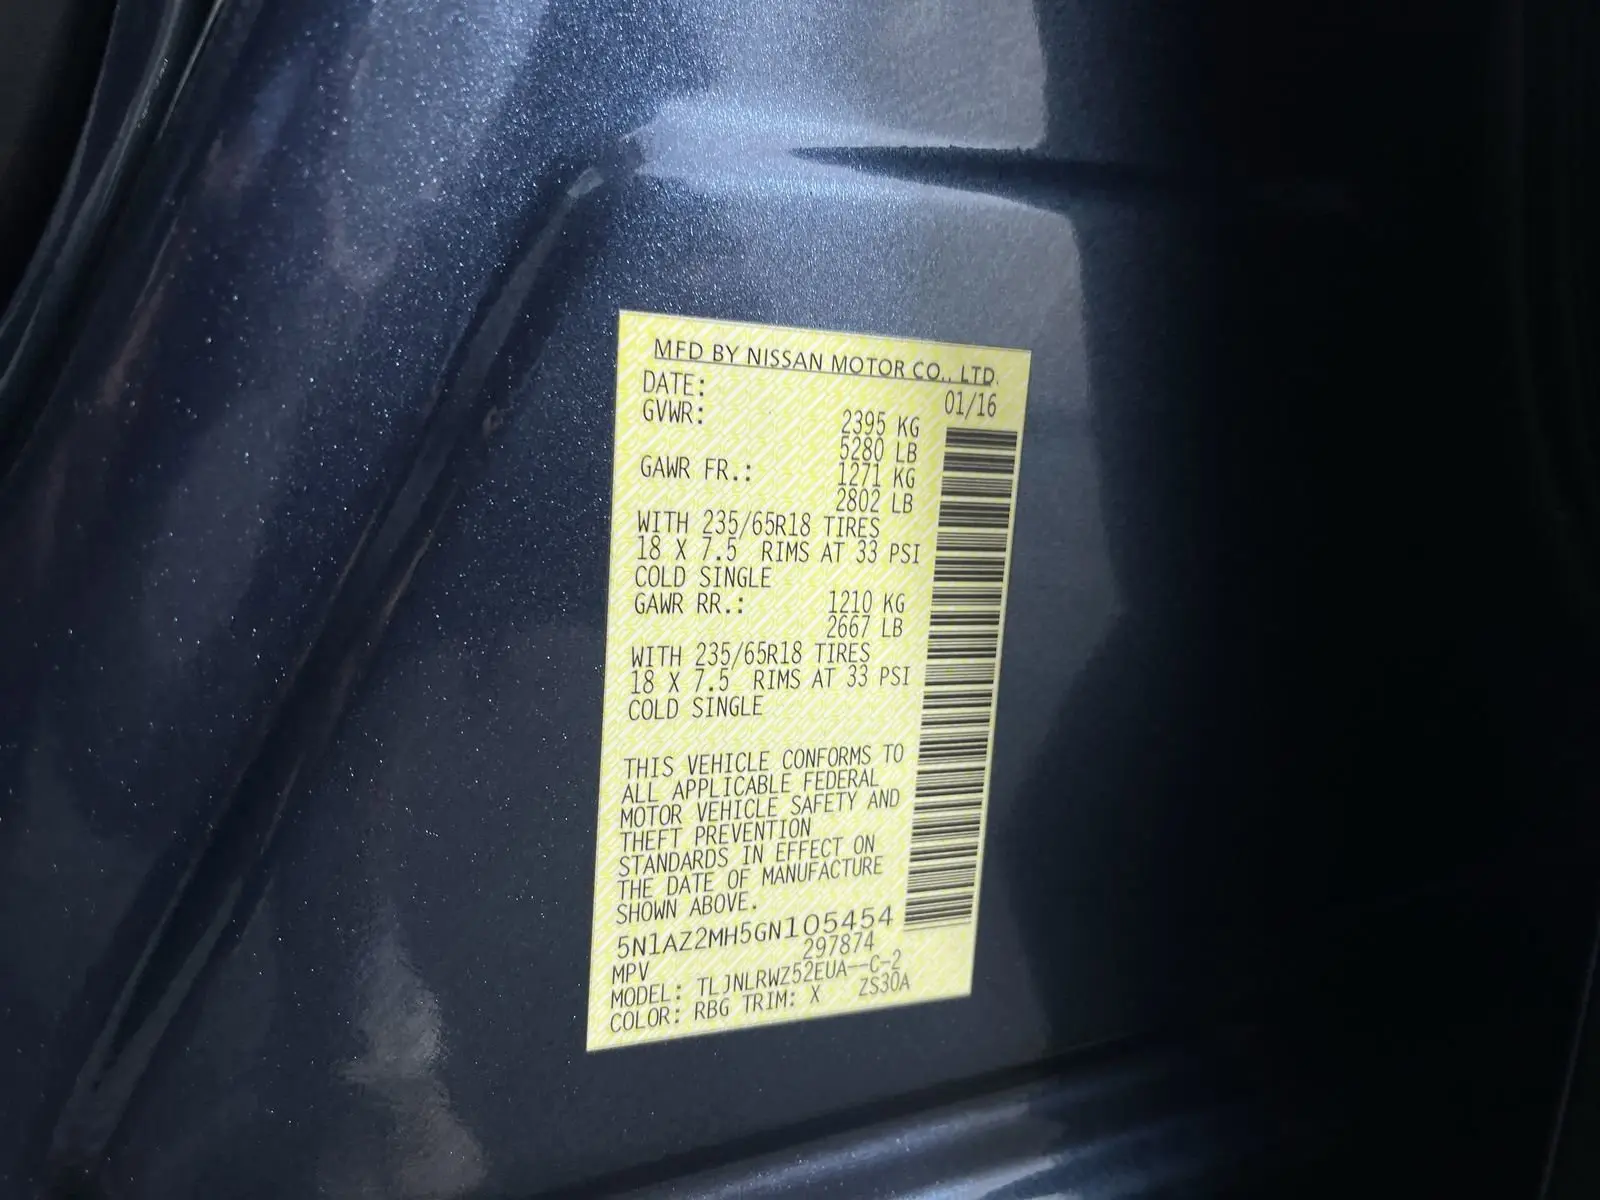 MFD BY NISSAN MOTOR CO., LTD.
DATE: 01/16
GVWR: 2395 KG
5280 LB
GAWR FR.: 1271 KG
2802 LB
WITH 235/65R18 TIRES
18 X 7.5 RIMS AT 33 PSI
COLD SINGLE
GAWR RR.: 1210 KG
2667 LB
WITH 235/65R18 TIRES
18 X 7.5 RIMS AT 33 PSI
COLD SINGLE
THIS VEHICLE CONFORMS TO
ALL APPLICABLE FEDERAL
MOTOR VEHICLE SAFETY AND
THEFT PREVENTION
STANDARDS IN EFFECT ON
THE DATE OF MANUFACTURE
SHOWN ABOVE.
5N1AZ2MH5GN105454
MPV 297874
MODEL: TLJNLRWZ52EUA--C-2
COLOR: RBG TRIM: X ZS30A